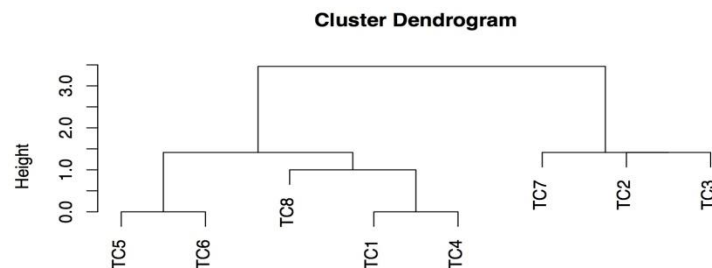 Cluster Dendrogram
Height
3.0
2.0
1.0
0.0
TC5
TC6
TC8
TC1
TC4
TC7
TC2
TC3